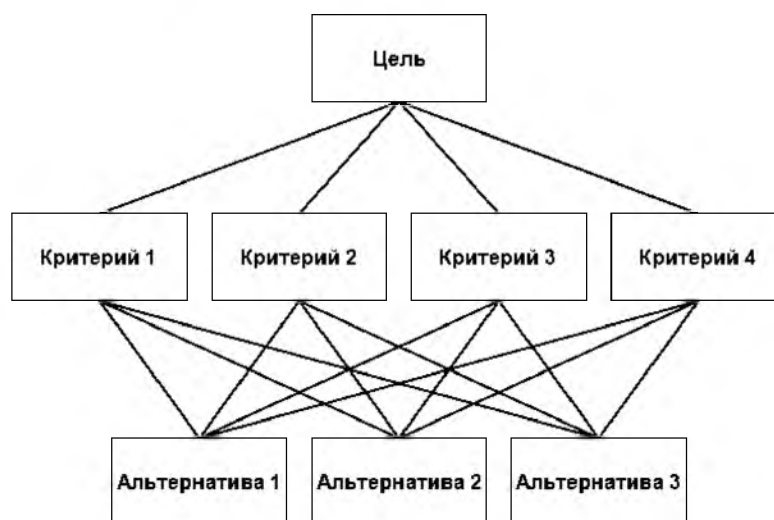 Цель
Критерий 1
Критерий 2
Критерий 3
Критерий 4
Альтернатива 1
Альтернатива 2
Альтернатива 3